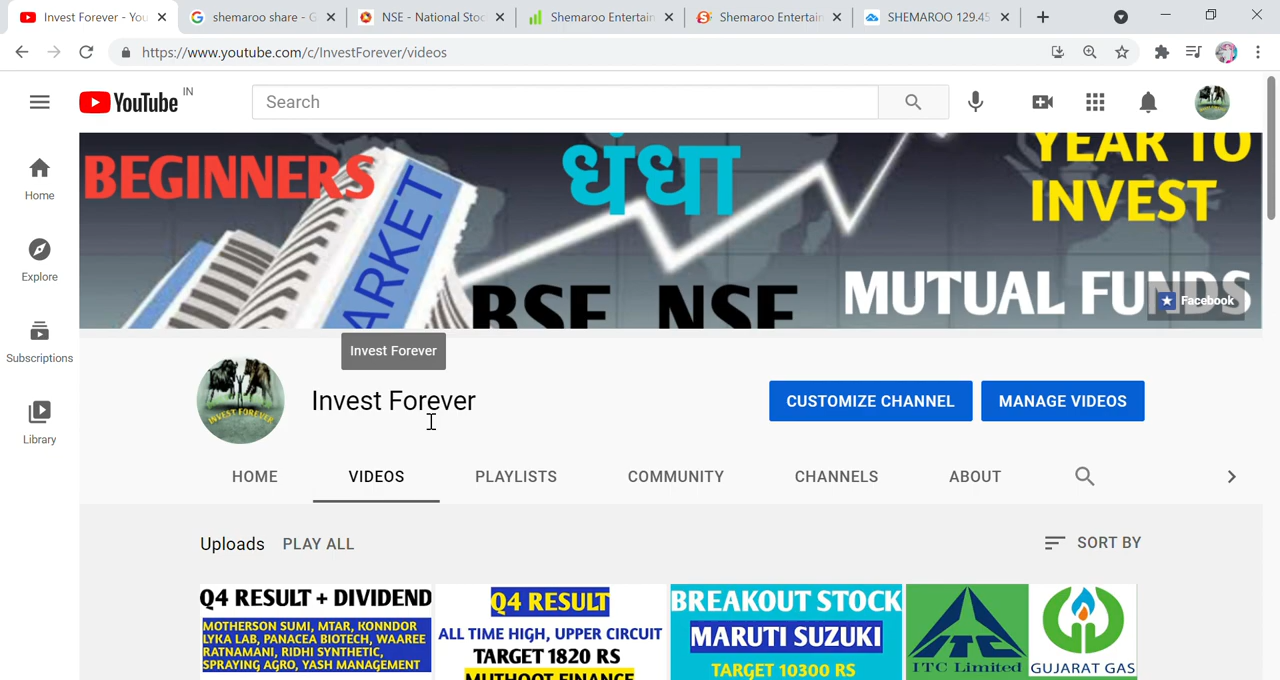 Invest Forever - You
shemaroo share - G
NSE - National Stoc
Shemaroo Entertain
Shemaroo Entertain
SHEMAROO 129.45
https://www.youtube.com/c/InvestForever/videos
YouTube IN
Search
BEGINNERS
MARKET
धंधा
BSE NSE
YEAR TO
INVEST
MUTUAL FUNDS
Facebook
Home
Explore
Subscriptions
Library
Invest Forever
INVEST FOREVER
Invest Forever
CUSTOMIZE CHANNEL
MANAGE VIDEOS
HOME VIDEOS PLAYLISTS COMMUNITY CHANNELS ABOUT
Uploads PLAY ALL
SORT BY
Q4 RESULT + DIVIDEND
MOTHERSON SUMI, MTAR, KONNDOR
LYKA LAB, PANACEA BIOTECH, WAAREE
RATNAMANI, RIDHI SYNTHETIC,
SPRAYING AGRO, YASH MANAGEMENT
Q4 RESULT
ALL TIME HIGH, UPPER CIRCUIT
TARGET 1820 RS
MUTHOOT FINANCE
BREAKOUT STOCK
MARUTI SUZUKI
TARGET 10300 RS
ITC Limited
GUJARAT GAS